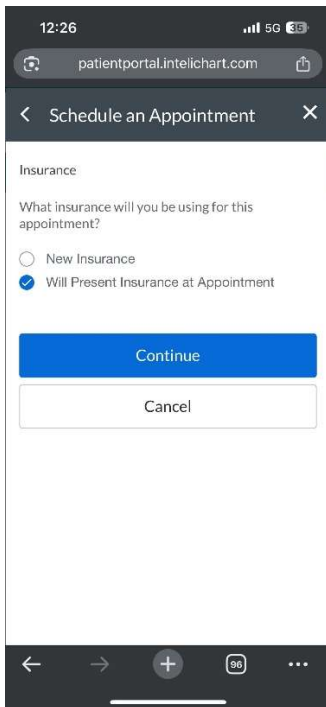 12:26 5G 35
patientportal.intelichart.com
Schedule an Appointment
Insurance
What insurance will you be using for this
appointment?
New Insurance
Will Present Insurance at Appointment
Continue
Cancel
96